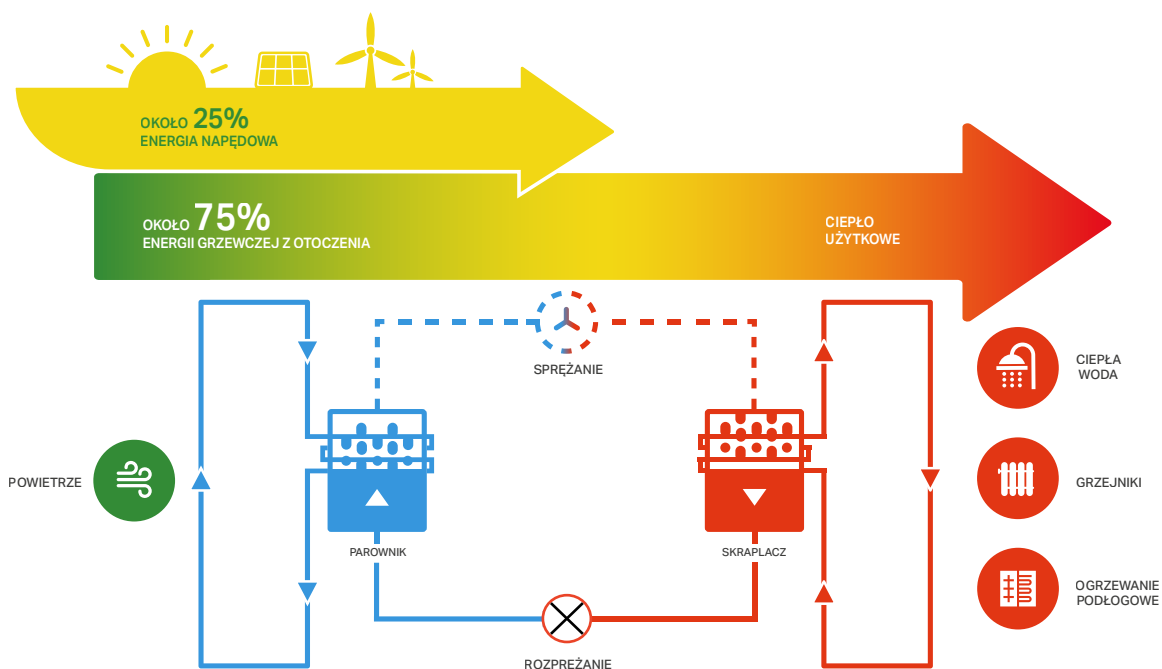 OKOŁO 25%
ENERGIA NAPĘDOWA
OKOŁO 75%
ENERGII GRZEWCZEJ Z OTOCZENIA
CIEPŁO
UŻYTKOWE
SPRĘŻANIE
CIEPŁA
WODA
POWIETRZE
GRZEJNIKI
PAROWNIK
SKRAPLACZ
OGRZEWANIE
PODŁOGOWE
ROZPRĘŻANIE